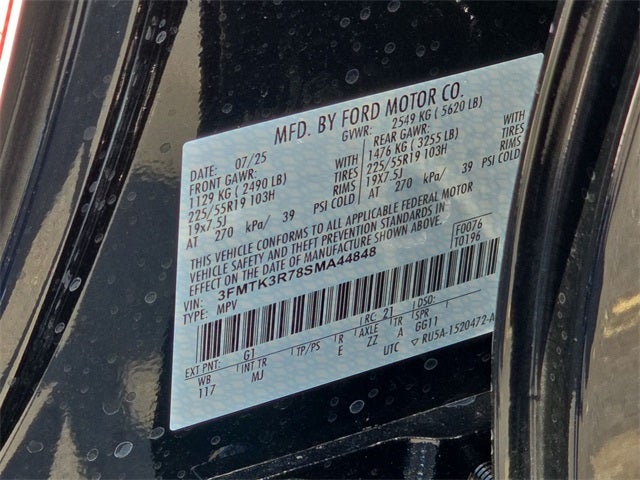 MFD. BY FORD MOTOR CO.
DATE: 07/25 GVWR: 2549 KG ( 5620 LB)
FRONT GAWR: WITH REAR GAWR: WITH
1129 KG ( 2490 LB) TIRES 1476 KG ( 3255 LB) TIRES
225/55R19 103H RIMS 225/55R19 103H RIMS
19x7.5J 19X7.5J
AT 270 kPa/ 39 PSI COLD AT 270 kPa/ 39 PSI COLD
THIS VEHICLE CONFORMS TO ALL APPLICABLE FEDERAL MOTOR
VEHICLE SAFETY AND THEFT PREVENTION STANDARDS IN
EFFECT ON THE DATE OF MANUFACTURE SHOWN ABOVE.
VIN: 3FMTK3R78SMA44848 F0076
TYPE: MPV T0196
EXT PNT: G1 RC: 21 DSO:
WB INT TR TP/PS R AXLE TR SPR
117 MJ E ZZ A GG11
UTC ▽ RU5A-1520472-A